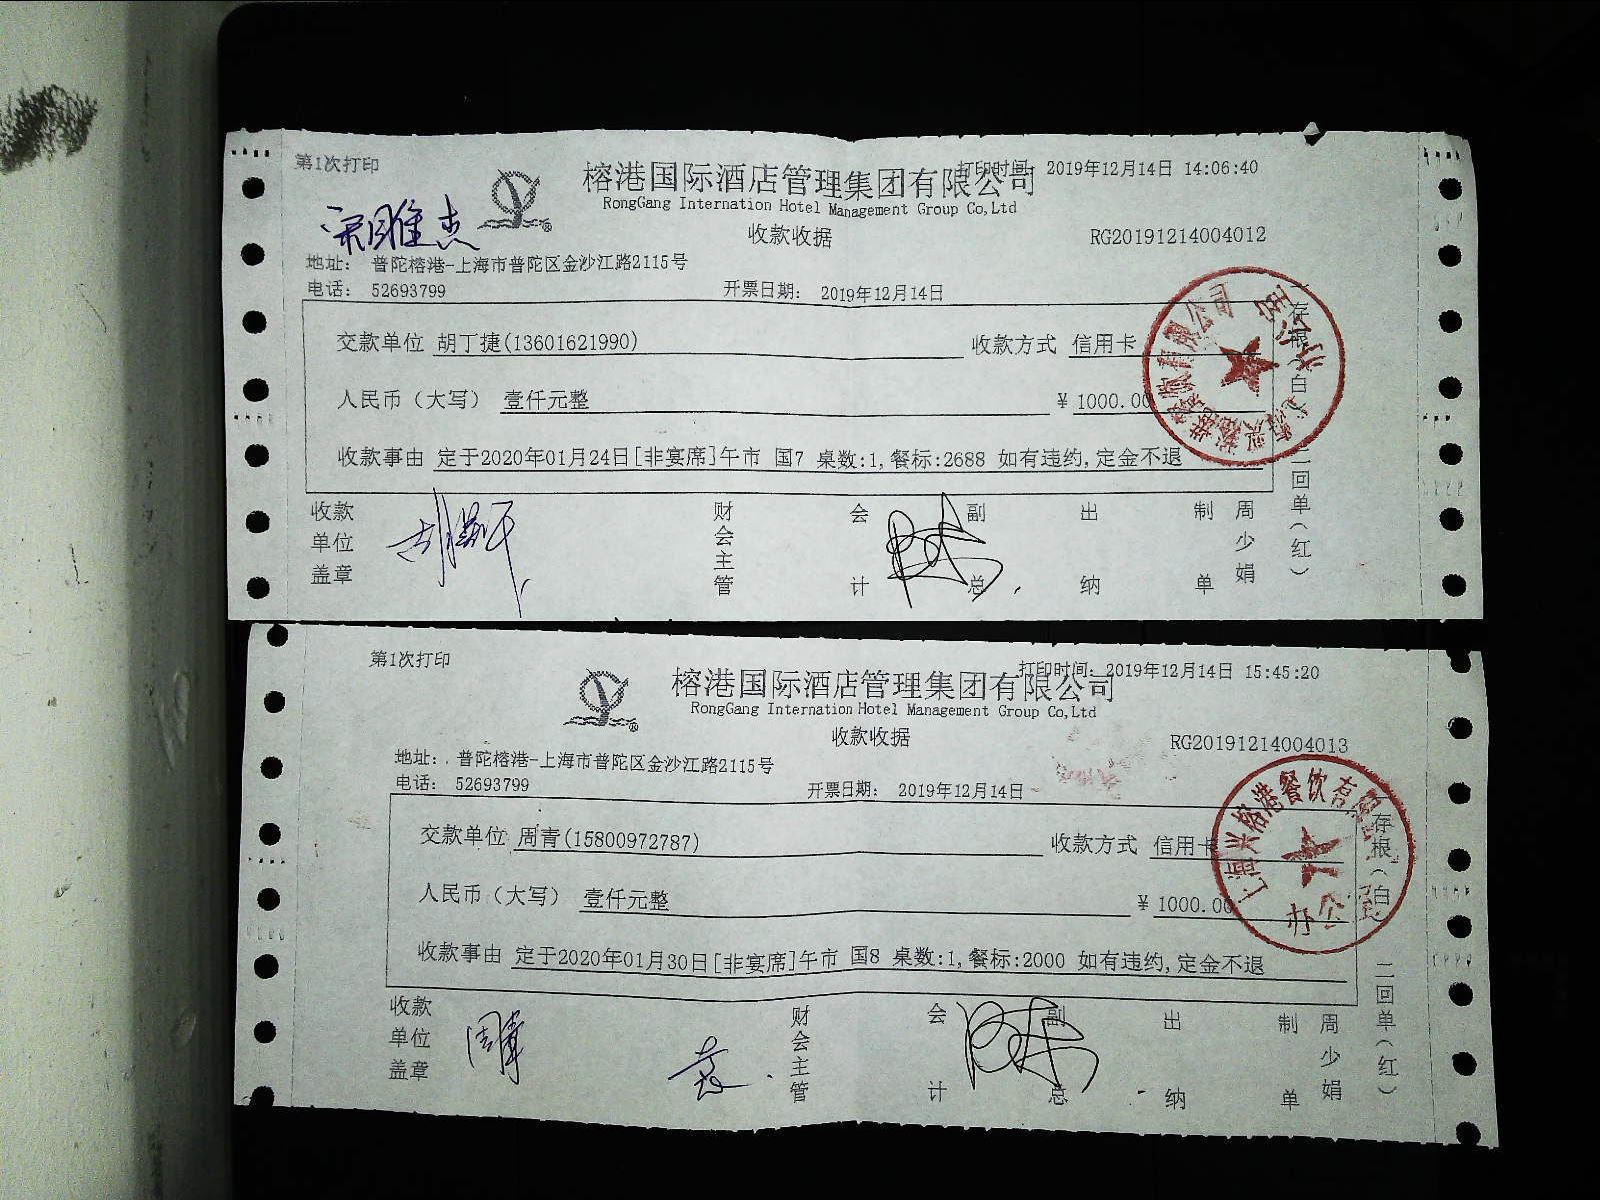 第1次打印
榕港国际酒店管理集团有限公司
打印时间: 2019年12月14日 14:06:40
RongGang International Hotel Management Group Co,Ltd
收款收据
RG20191214004012
地址: 普陀榕港-上海市普陀区金沙江路2115号
电话: 52693799
开票日期: 2019年12月14日
交款单位 胡丁捷(13601621990) 收款方式 信用卡
人民币（大写） 壹仟元整 ¥ 1000.00
收款事由 定于2020年01月24日[非宴席]午市 国7 桌数:1,餐标:2688 如有违约,定金不退
收款单位盖章
财会主管
会计
副总
出纳
制单
周少娟
存根（白）
二回单（红）
第1次打印
榕港国际酒店管理集团有限公司
打印时间: 2019年12月14日 15:45:20
RongGang International Hotel Management Group Co,Ltd
收款收据
RG20191214004013
地址: 普陀榕港-上海市普陀区金沙江路2115号
电话: 52693799
开票日期: 2019年12月14日
交款单位 周青(15800972787) 收款方式 信用卡
人民币（大写） 壹仟元整 ¥ 1000.00
收款事由 定于2020年01月30日[非宴席]午市 国8 桌数:1,餐标:2000 如有违约,定金不退
上海兴榕港餐饮有限
办公室
收款单位盖章
财会主管
会计
副总
出纳
制单
周少娟
存根（白）
二回单（红）